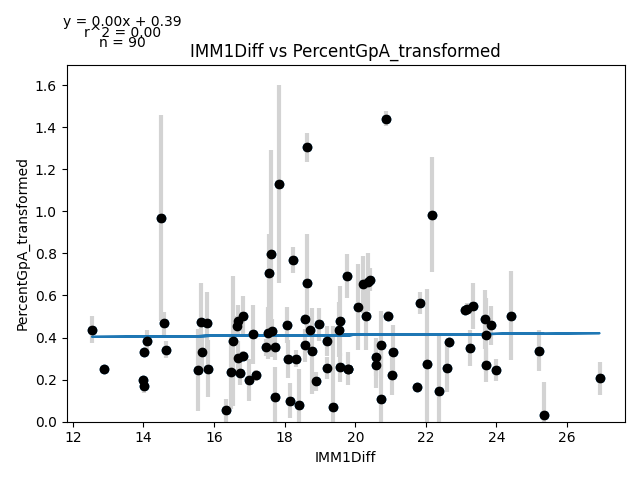 y = 0.00x + 0.39
r^2 = 0.00
n = 90
IMM1Diff vs PercentGpA_transformed
PercentGpA_transformed
1.6
1.4
1.2
1.0
0.8
0.6
0.4
0.2
0.0
12 14 16 18 20 22 24 26
IMM1Diff